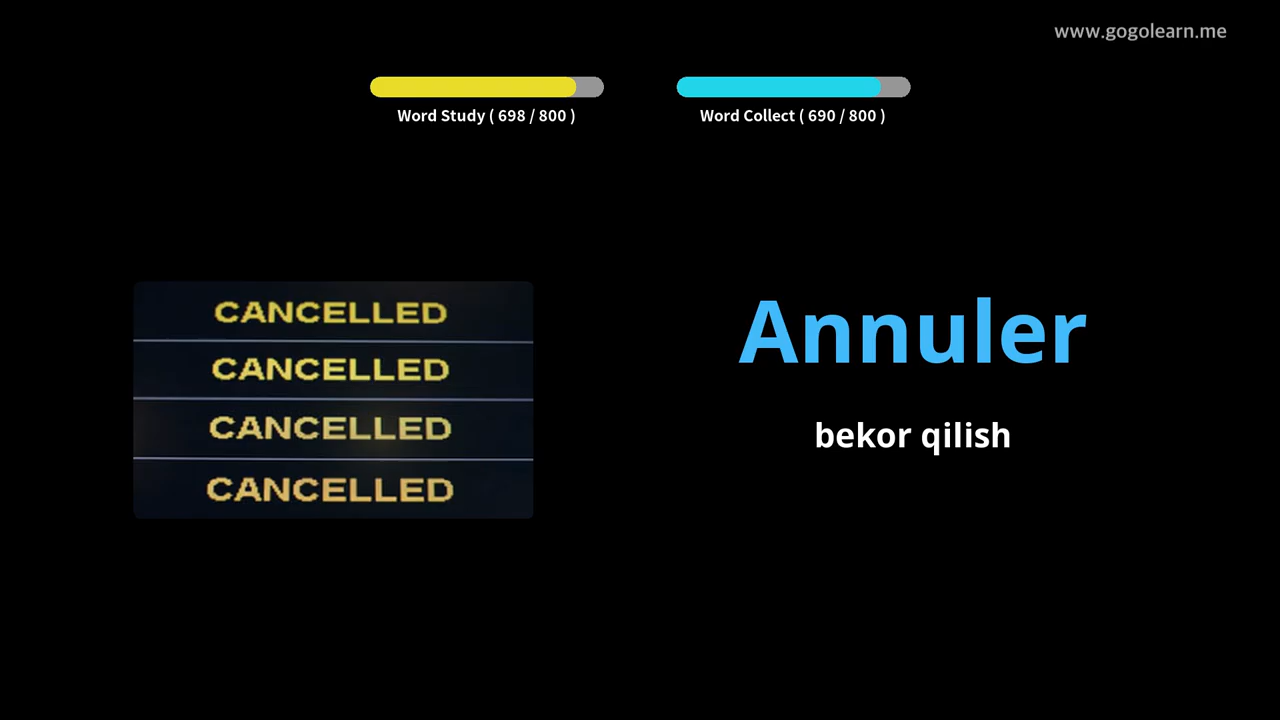 www.gogolearn.me
Word Study ( 698 / 800 )
Word Collect ( 690 / 800 )
CANCELLED
CANCELLED
CANCELLED
CANCELLED
Annuler
bekor qilish